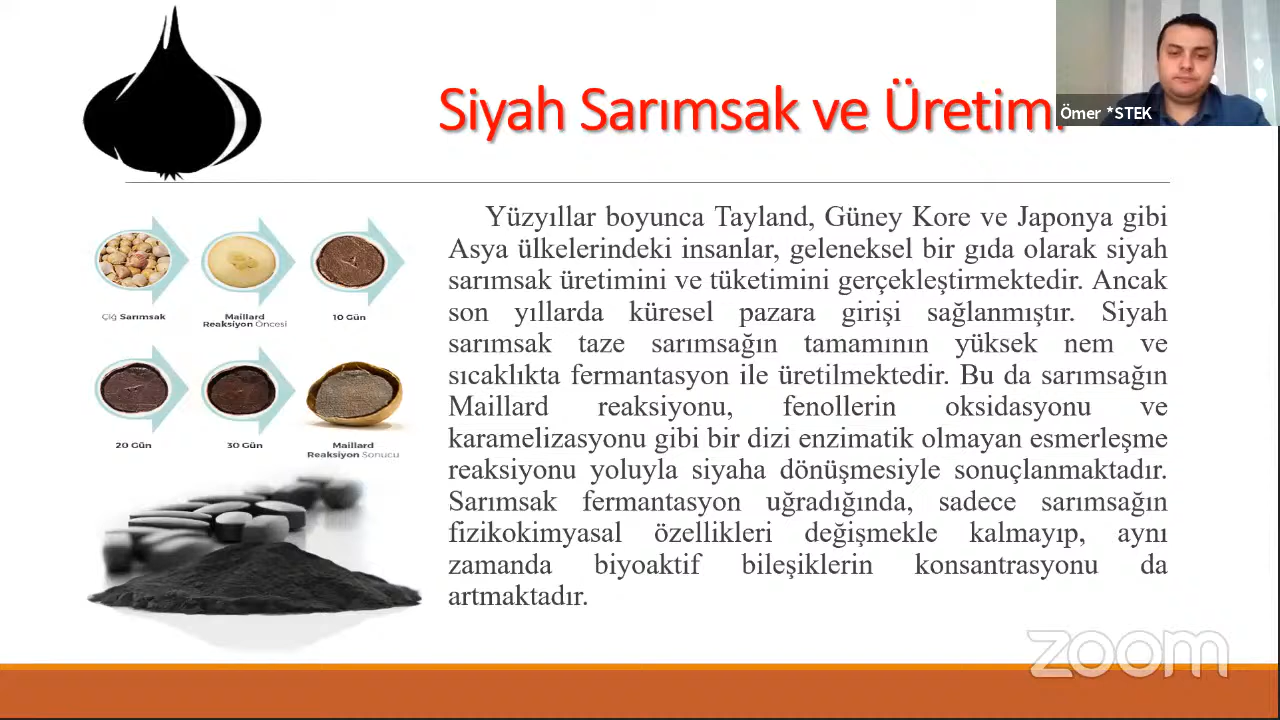 Siyah Sarımsak ve Üretimi
Ömer *STEK
Yüzyıllar boyunca Tayland, Güney Kore ve Japonya gibi
Asya ülkelerindeki insanlar, geleneksel bir gıda olarak siyah
sarımsak üretimini ve tüketimini gerçekleştirmektedir. Ancak
son yıllarda küresel pazara girişi sağlanmıştır. Siyah
sarımsak taze sarımsağın tamamının yüksek nem ve
sıcaklıkta fermantasyon ile üretilmektedir. Bu da sarımsağın
Maillard reaksiyonu, fenollerin oksidasyonu ve
karamelizasyonu gibi bir dizi enzimatik olmayan esmerleşme
reaksiyonu yoluyla siyaha dönüşmesiyle sonuçlanmaktadır.
Sarımsak fermantasyon uğradığında, sadece sarımsağın
fizikokimyasal özellikleri değişmekle kalmayıp, aynı
zamanda biyoaktif bileşiklerin konsantrasyonu da
artmaktadır.
Çiğ Sarımsak
Maillard
Reaksiyon Öncesi
10 Gün
20 Gün
30 Gün
Maillard
Reaksiyon Sonucu
zoom